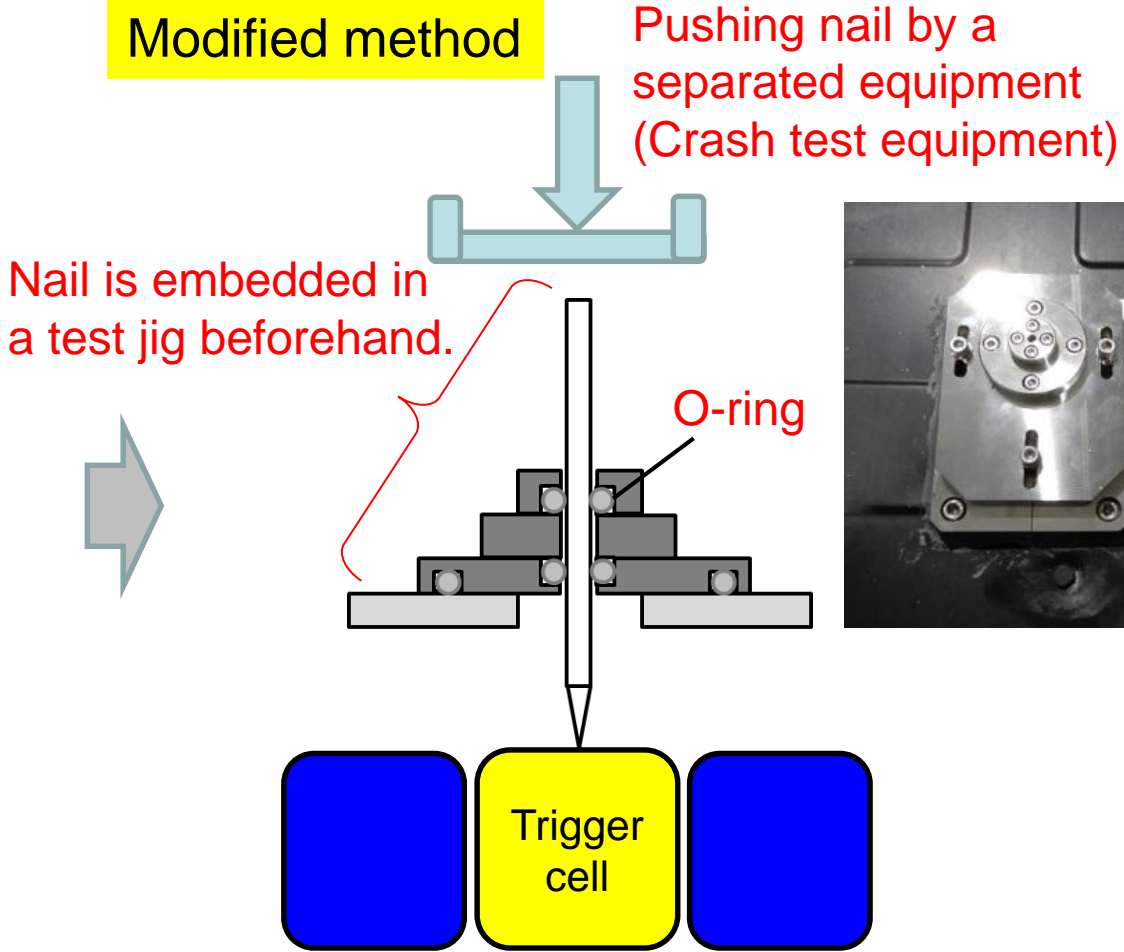 Modified method
Pushing nail by a
separated equipment
(Crash test equipment)
Nail is embedded in
a test jig beforehand.
O-ring
Trigger
cell